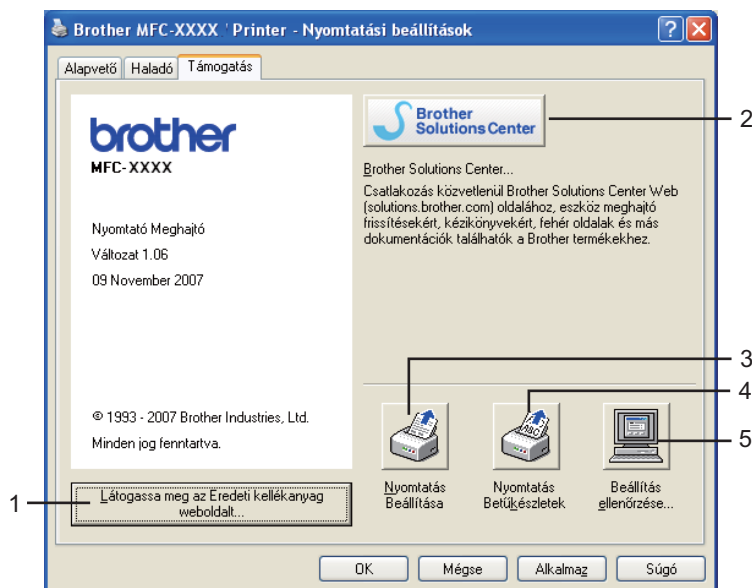 Brother MFC-XXXX ' Printer - Nyomtatási beállítások
Alapvető Haladó Támogatás
brother
MFC-XXXX
Nyomtató Meghajtó
Változat 1.06
09 November 2007
© 1993 - 2007 Brother Industries, Ltd.
Minden jog fenntartva.
1
Látogassa meg az Eredeti kellékanyag
weboldalt...
Brother
Solutions Center
2
Brother Solutions Center...
Csatlakozás közvetlenül Brother Solutions Center Web
(solutions.brother.com) oldalához, eszköz meghajtó
frissítésekért, kézikönyvekért, fehér oldalak és más
dokumentációk találhatók a Brother termékekhez.
3
4
ABC
5
Nyomtatás
Beállítása
Nyomtatás
Betűkészletek
Beállítás
ellenőrzése...
OK Mégse Alkalmaz Súgó